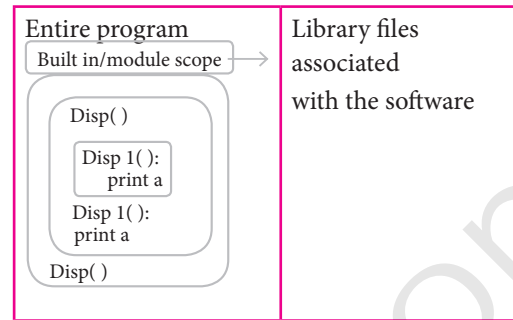 Entire program
Built in/module scope
Disp( )
Disp 1( ):
print a
Disp 1( ):
print a
Disp( )
Library files
associated
with the software